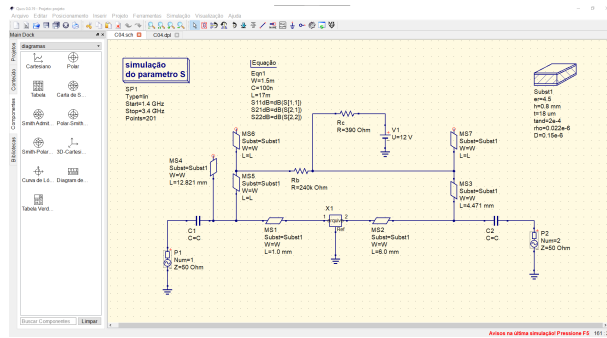 Qucs 0.0.19 - Projeto: projeto
Arquivo Editar Posicionamento Inserir Projeto Ferramentas Simulação Visualização Ajuda
Main Dock
C04.sch
C04.dpl
Projetos
Conteúdo
Componentes
Bibliotecas
diagramas
Cartesiano
Polar
Tabela
Carta de S...
Smith Admit...
Polar-Smith...
Smith-Polar...
3D-Cartesi...
Curva de Ló...
Diagram de...
Tabela Verd...
Buscar Componentes
Limpar
simulação
do parametro S
SP1
Type=lin
Start=1.4 GHz
Stop=3.4 GHz
Points=201
Equação
Eqn1
W=1.5m
C=100n
L=17m
S11dB=dB(S[1,1])
S21dB=dB(S[2,1])
S22dB=dB(S[2,2])
Subst1
er=4.5
h=0.8 mm
t=18 um
tand=2e-4
rho=0.022e-6
D=0.15e-6
Rc
R=390 Ohm
V1
U=12 V
MS6
Subst=Subst1
W=W
L=L
MS7
Subst=Subst1
W=W
L=L
MS4
Subst=Subst1
W=W
L=12.821 mm
MS5
Subst=Subst1
W=W
L=L
Rb
R=240k Ohm
MS3
Subst=Subst1
W=W
L=4.471 mm
X1
1
2
Ref
C1
C=C
MS1
Subst=Subst1
W=W
L=1.0 mm
MS2
Subst=Subst1
W=W
L=6.0 mm
C2
C=C
P1
Num=1
Z=50 Ohm
P2
Num=2
Z=50 Ohm
Avisos na última simulação! Pressione F5